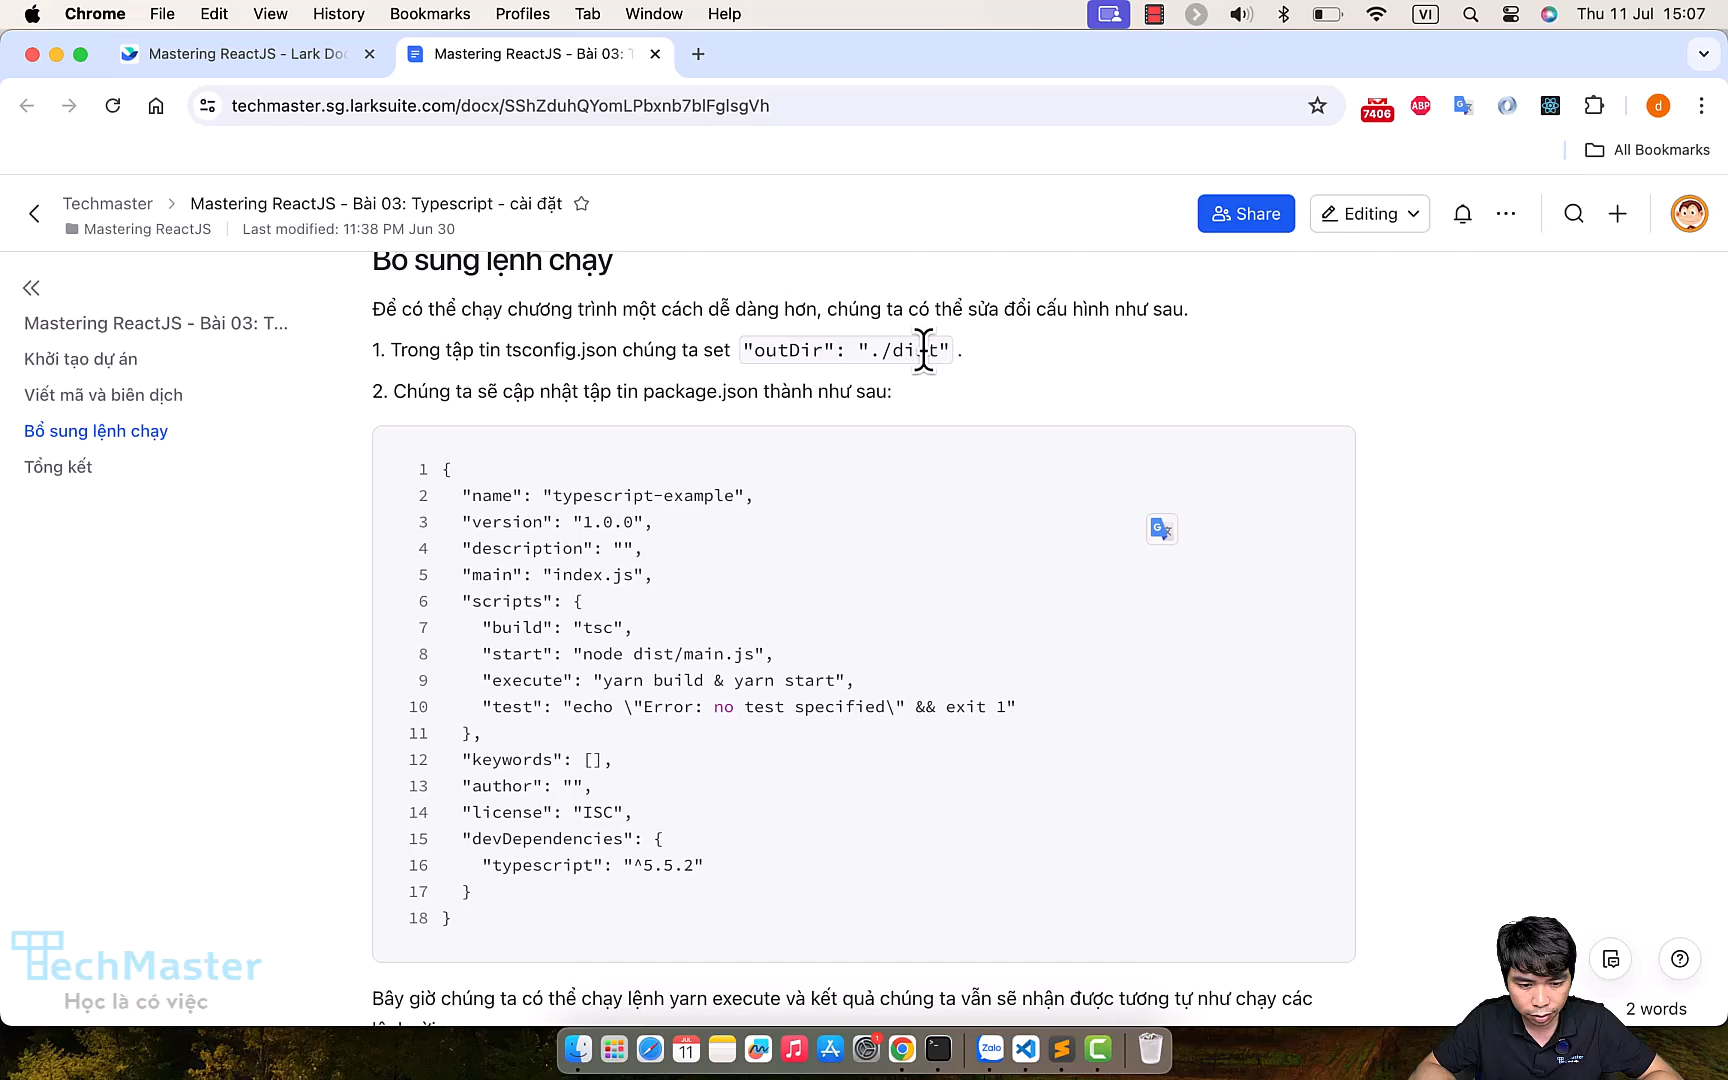 Chrome File Edit View History Bookmarks Profiles Tab Window Help
VI Thu 11 Jul 15:07
Mastering ReactJS - Lark Doc
Mastering ReactJS - Bài 03: T
techmaster.sg.larksuite.com/docx/SShZduhQYomLPbxnb7blFglsgVh
7406 ABP d
All Bookmarks
Techmaster
Mastering ReactJS - Bài 03: Typescript - cài đặt
Mastering ReactJS Last modified: 11:38 PM Jun 30
Share Editing
Mastering ReactJS - Bài 03: T...
Khởi tạo dự án
Viết mã và biên dịch
Bổ sung lệnh chạy
Tổng kết
Bổ sung lệnh chạy
Để có thể chạy chương trình một cách dễ dàng hơn, chúng ta có thể sửa đổi cấu hình như sau.
1. Trong tập tin tsconfig.json chúng ta set "outDir": "./dist" .
2. Chúng ta sẽ cập nhật tập tin package.json thành như sau:
1 {
2 "name": "typescript-example",
3 "version": "1.0.0",
4 "description": "",
5 "main": "index.js",
6 "scripts": {
7 "build": "tsc",
8 "start": "node dist/main.js",
9 "execute": "yarn build & yarn start",
10 "test": "echo \"Error: no test specified\" && exit 1"
11 },
12 "keywords": [],
13 "author": "",
14 "license": "ISC",
15 "devDependencies": {
16 "typescript": "^5.5.2"
17 }
18 }
Bây giờ chúng ta có thể chạy lệnh yarn execute và kết quả chúng ta vẫn sẽ nhận được tương tự như chạy các
2 words
TechMaster
Học là có việc
JUL
11
1
Zalo
TechMaster